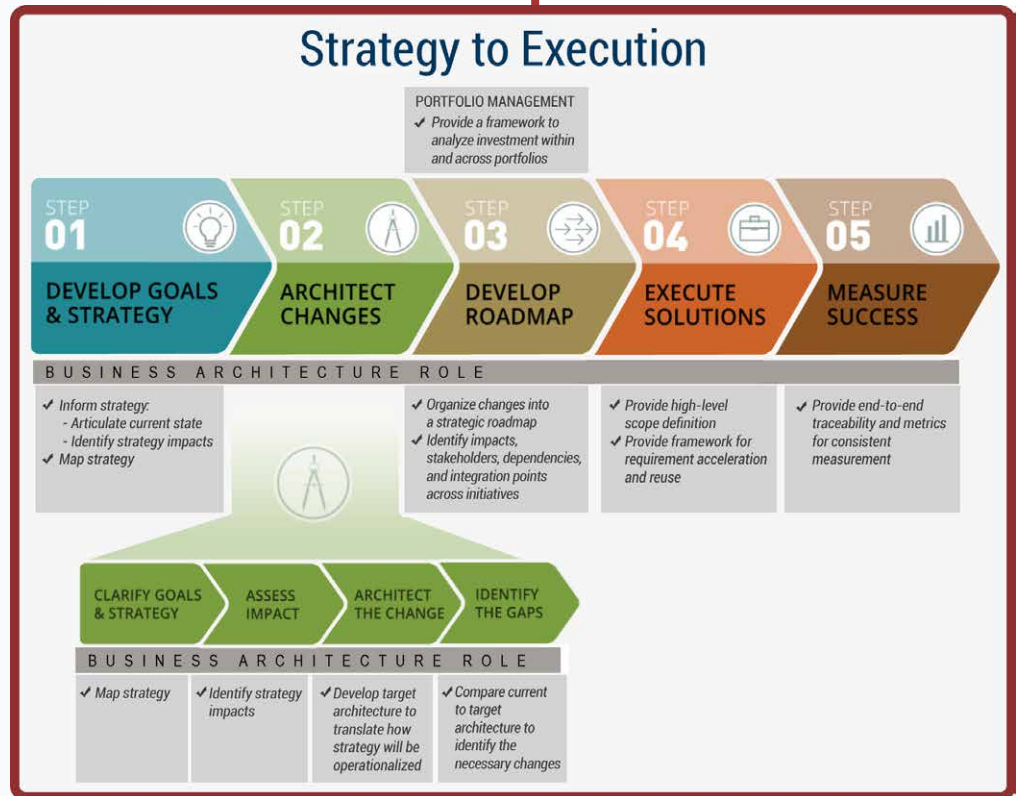 Strategy to Execution
PORTFOLIO MANAGEMENT
✓ Provide a framework to
analyze investment within
and across portfolios
STEP
01
DEVELOP GOALS
& STRATEGY
STEP
02
ARCHITECT
CHANGES
STEP
03
DEVELOP
ROADMAP
STEP
04
EXECUTE
SOLUTIONS
STEP
05
MEASURE
SUCCESS
BUSINESS ARCHITECTURE ROLE
✓ Inform strategy:
- Articulate current state
- Identify strategy impacts
✓ Map strategy
✓ Organize changes into
a strategic roadmap
✓ Identify impacts,
stakeholders, dependencies,
and integration points
across initiatives
✓ Provide high-level
scope definition
✓ Provide framework for
requirement acceleration
and reuse
✓ Provide end-to-end
traceability and metrics
for consistent
measurement
CLARIFY GOALS
& STRATEGY
ASSESS
IMPACT
ARCHITECT
THE CHANGE
IDENTIFY
THE GAPS
BUSINESS ARCHITECTURE ROLE
✓ Map strategy
✓ Identify strategy
impacts
✓ Develop target
architecture to
translate how
strategy will be
operationalized
✓ Compare current
to target
architecture to
identify the
necessary changes